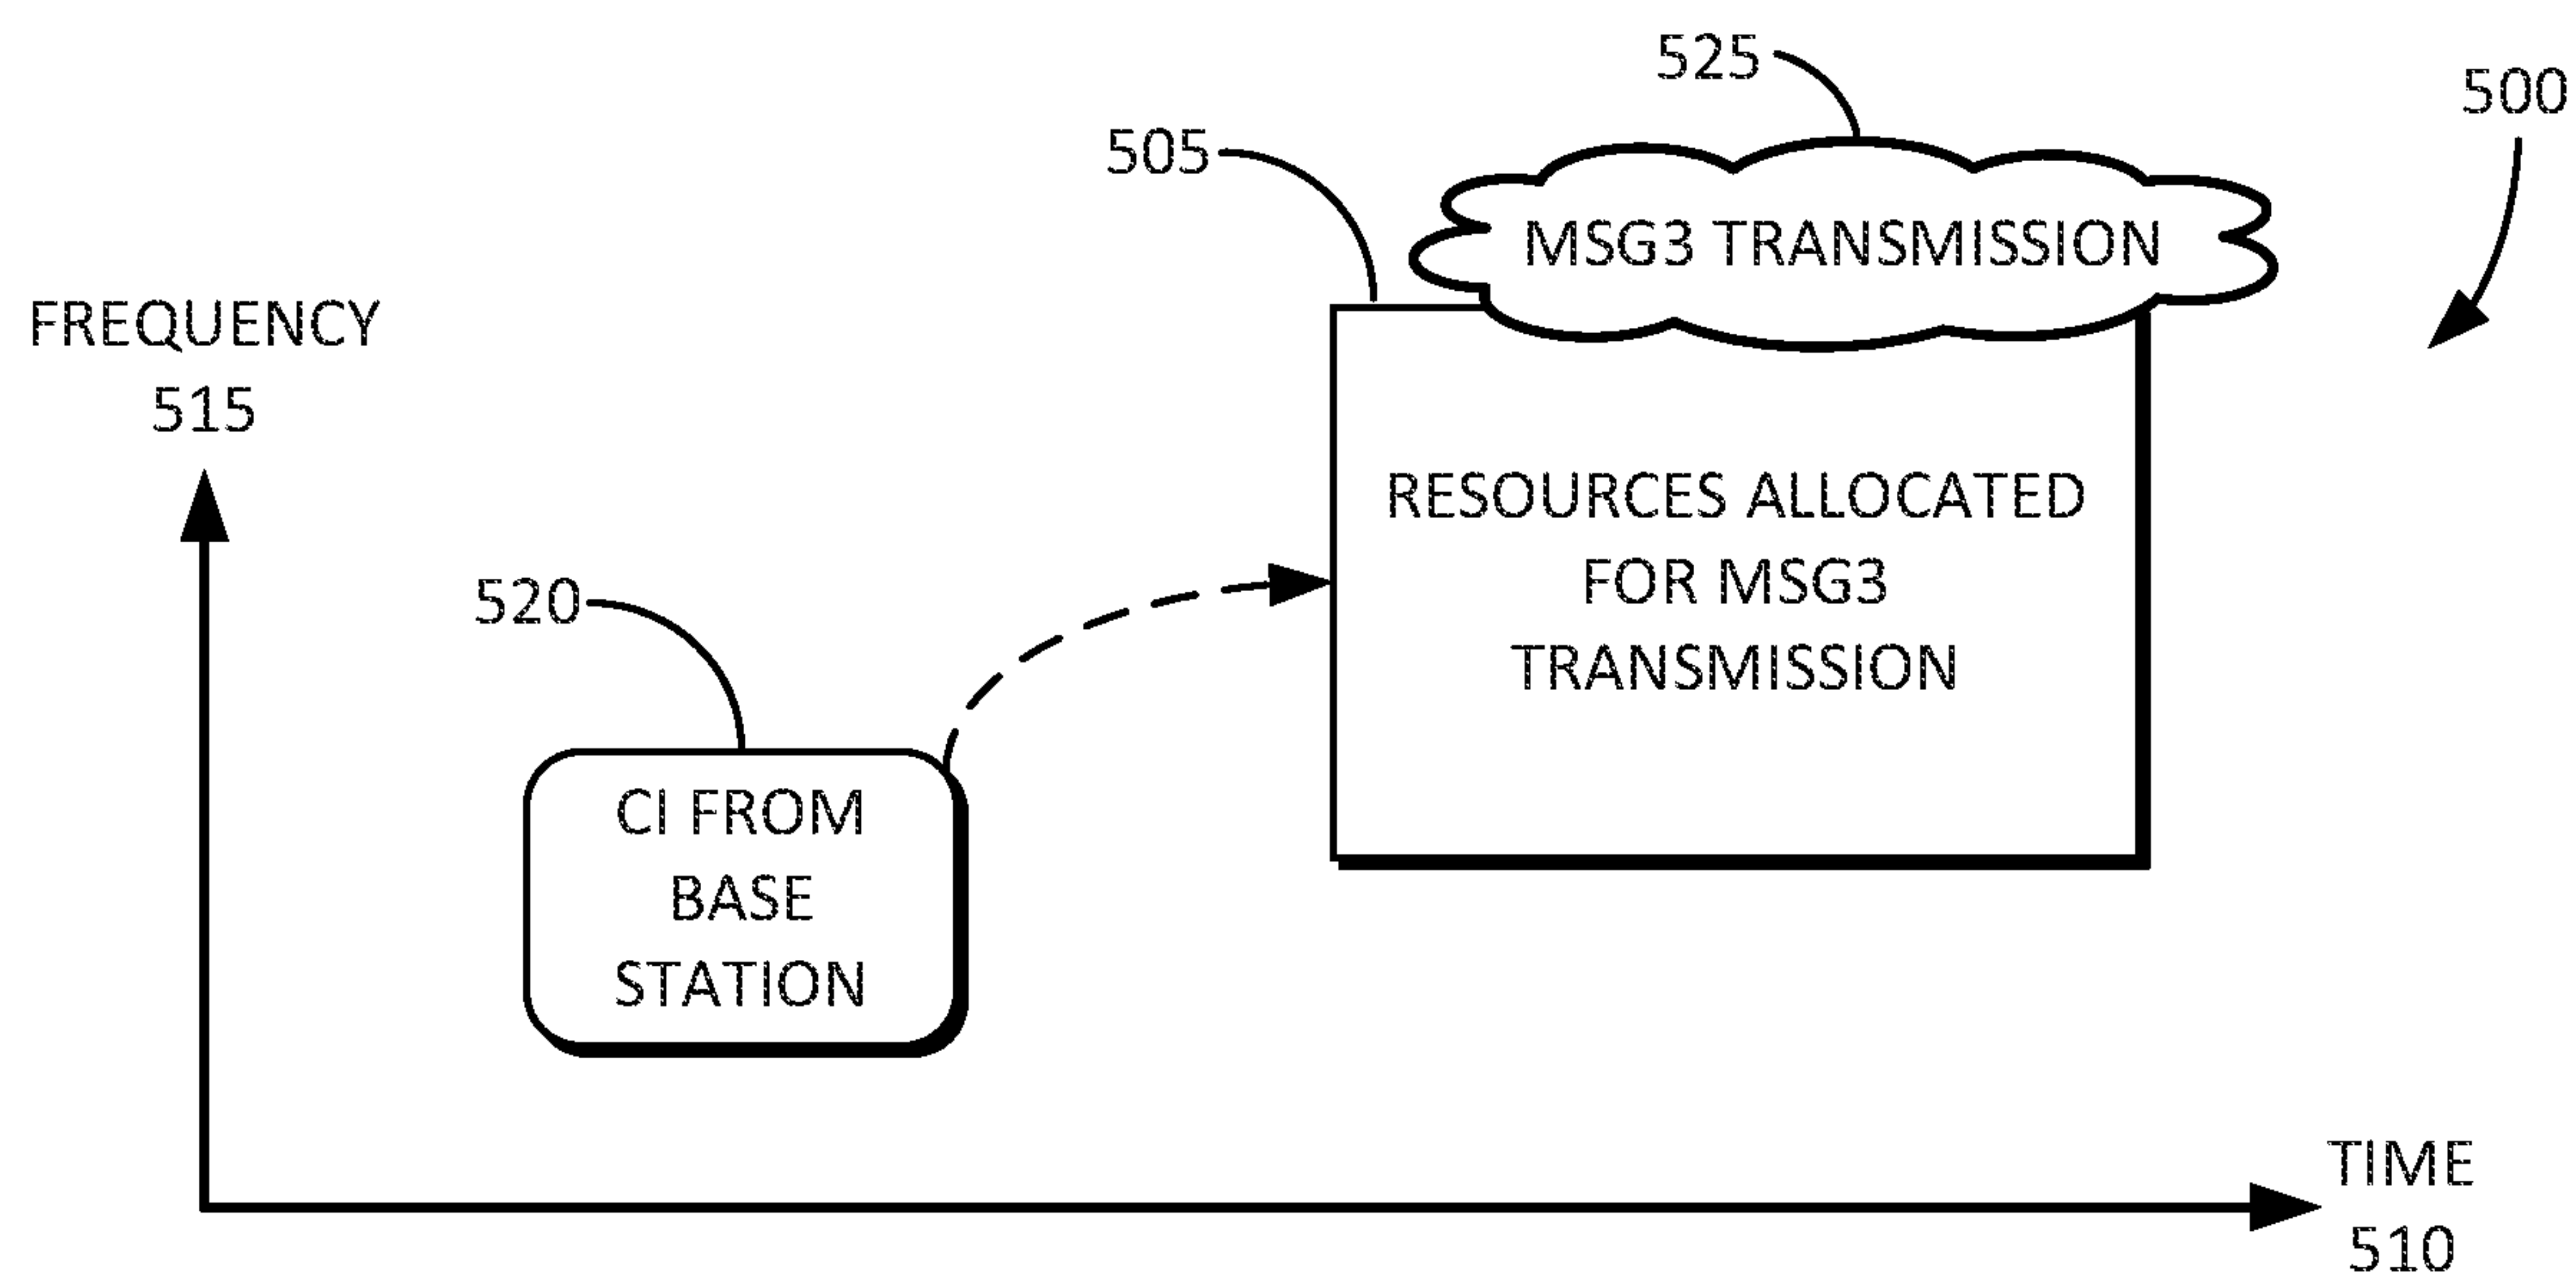 525
500
505
MSG3 TRANSMISSION
FREQUENCY
515
RESOURCES ALLOCATED
FOR MSG3
TRANSMISSION
520
CI FROM
BASE
STATION
TIME
510